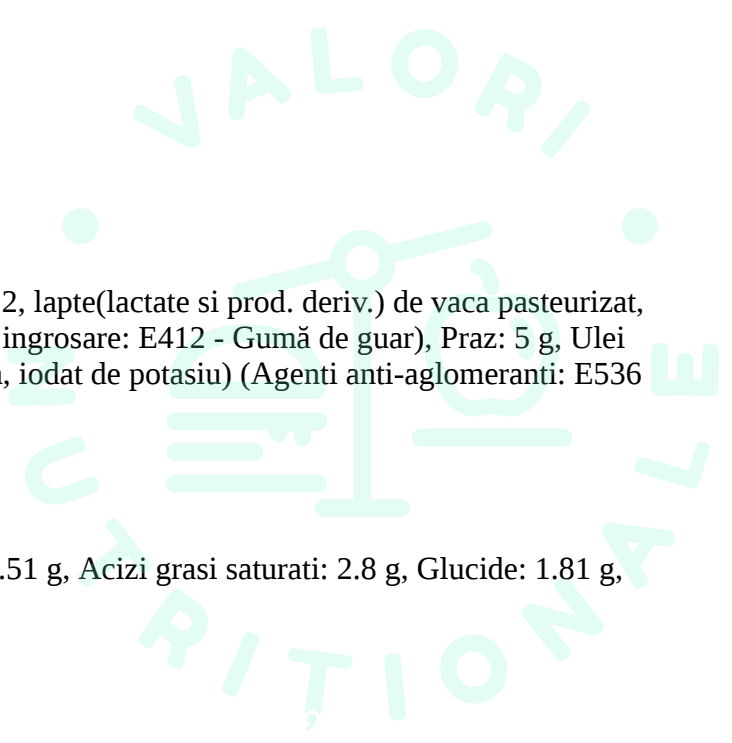 VALORI
2, lapte(lactate si prod. deriv.) de vaca pasteurizat,
ingrosare: E412 - Gumă de guar), Praz: 5 g, Ulei
, iodat de potasiu) (Agenti anti-aglomeranti: E536
.51 g, Acizi grasi saturati: 2.8 g, Glucide: 1.81 g,
NUTRITIONALE